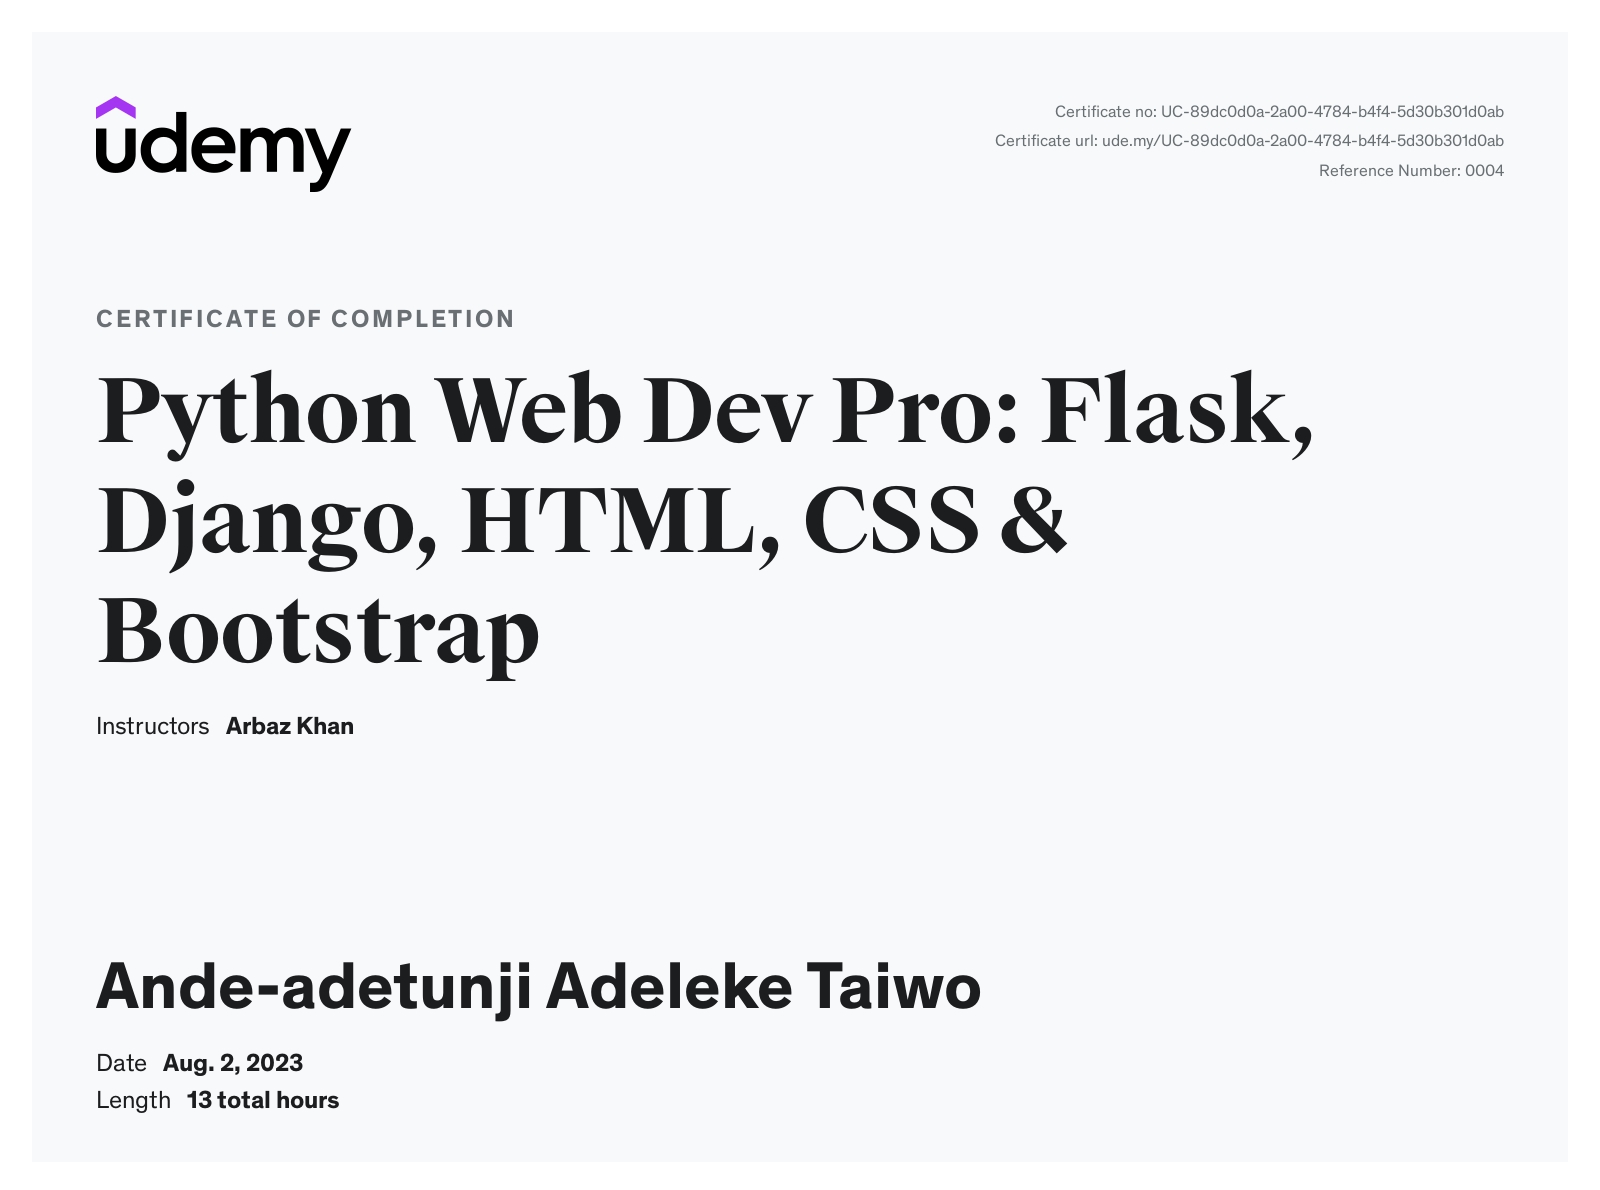 udemy
Certificate no: UC-89dc0d0a-2a00-4784-b4f4-5d30b301d0ab
Certificate url: ude.my/UC-89dc0d0a-2a00-4784-b4f4-5d30b301d0ab
Reference Number: 0004
CERTIFICATE OF COMPLETION
Python Web Dev Pro: Flask,
Django, HTML, CSS &
Bootstrap
Instructors Arbaz Khan
Ande-adetunji Adeleke Taiwo
Date Aug. 2, 2023
Length 13 total hours